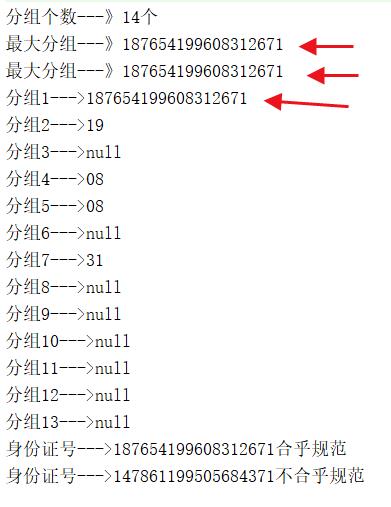 分组个数---》14个
最大分组---》187654199608312671
最大分组---》187654199608312671
分组1--->187654199608312671
分组2--->19
分组3--->null
分组4--->08
分组5--->08
分组6--->null
分组7--->31
分组8--->null
分组9--->null
分组10--->null
分组11--->null
分组12--->null
分组13--->null
身份证号--->187654199608312671合乎规范
身份证号--->147861199505684371不合乎规范